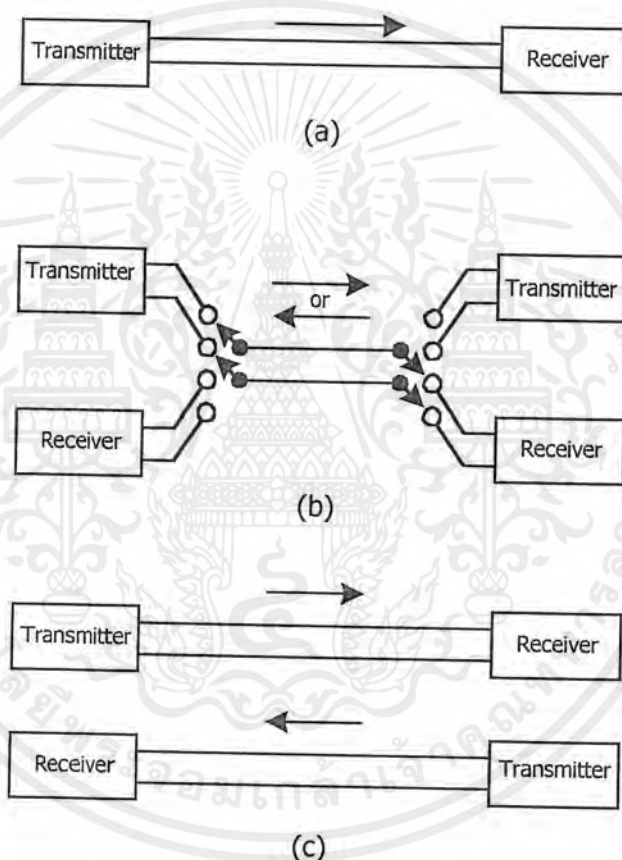 Transmitter
Receiver
(a)
Transmitter
Transmitter
or
Receiver
Receiver
(b)
Transmitter
Receiver
Receiver
Transmitter
(c)